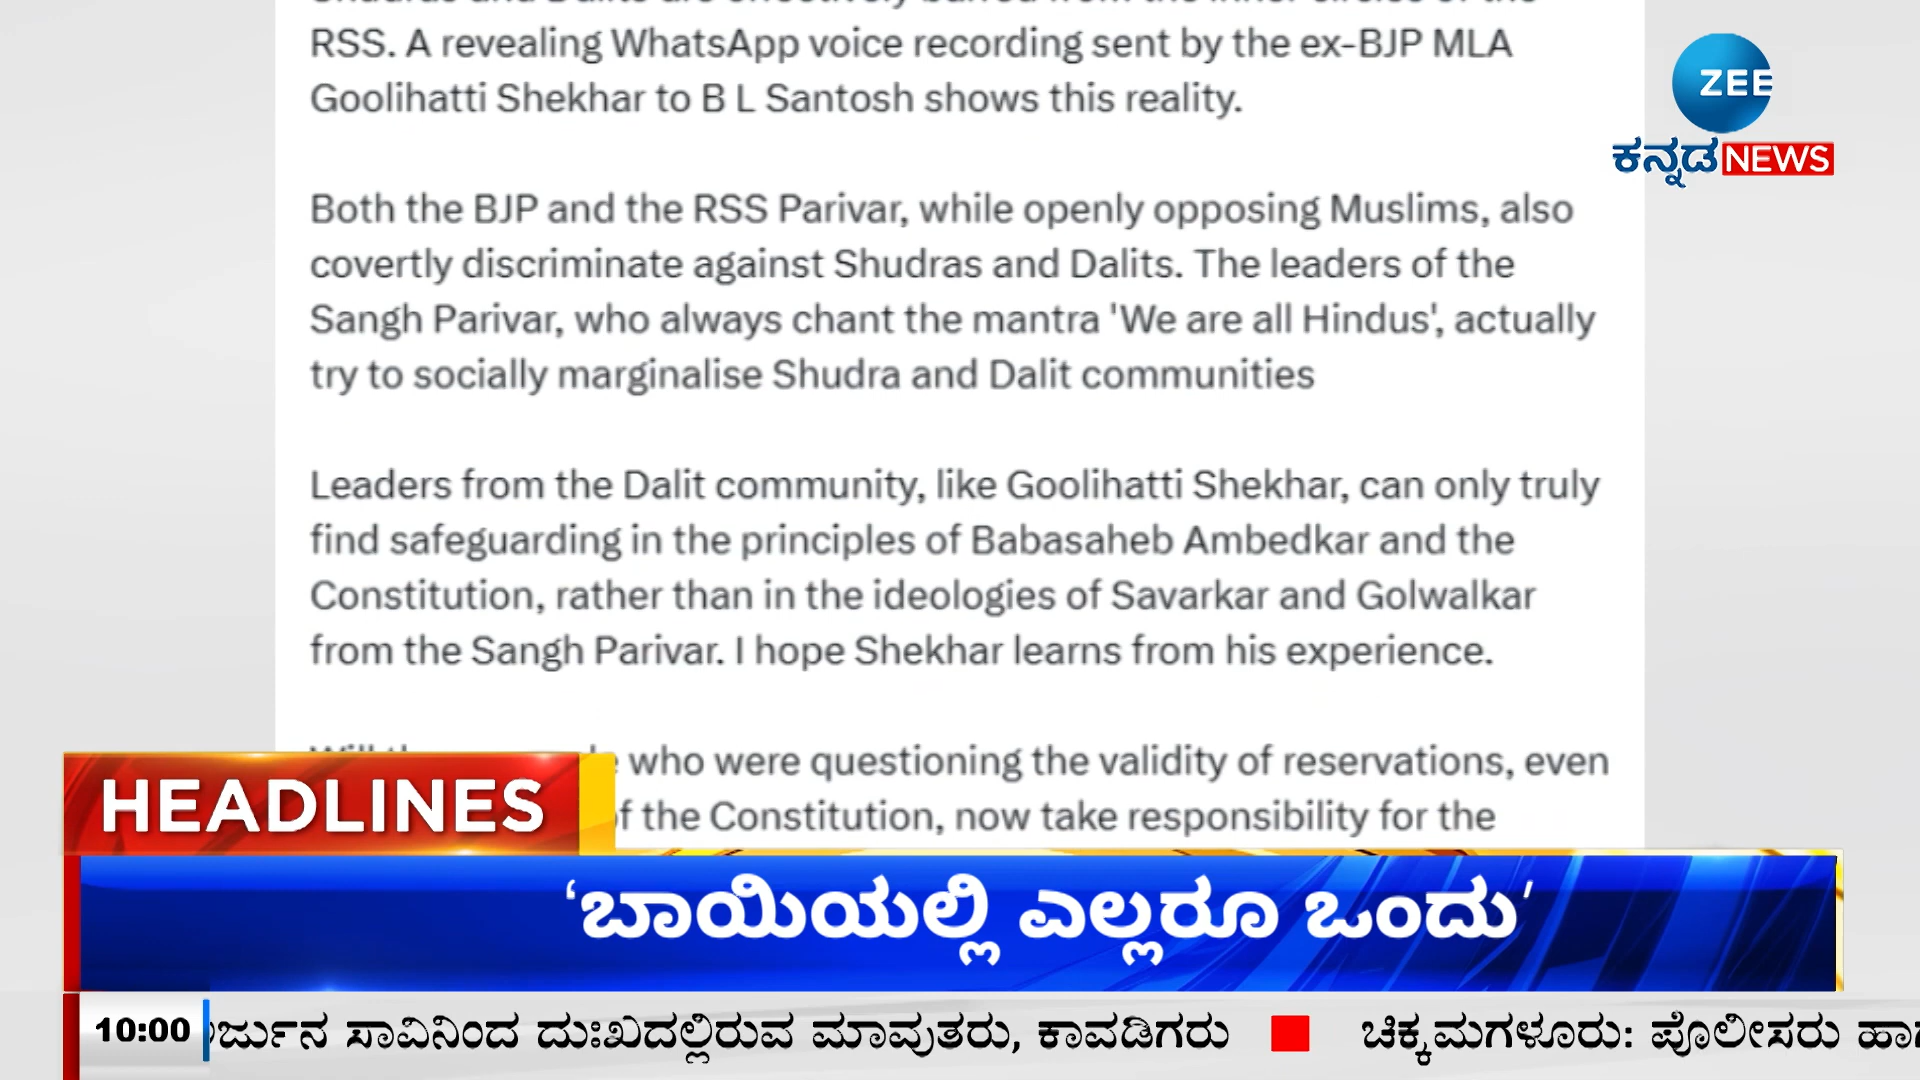 RSS. A revealing WhatsApp voice recording sent by the ex-BJP MLA
Goolihatti Shekhar to B L Santosh shows this reality.
ZEE
ಕನ್ನಡ NEWS
Both the BJP and the RSS Parivar, while openly opposing Muslims, also
covertly discriminate against Shudras and Dalits. The leaders of the
Sangh Parivar, who always chant the mantra 'We are all Hindus', actually
try to socially marginalise Shudra and Dalit communities
Leaders from the Dalit community, like Goolihatti Shekhar, can only truly
find safeguarding in the principles of Babasaheb Ambedkar and the
Constitution, rather than in the ideologies of Savarkar and Golwalkar
from the Sangh Parivar. I hope Shekhar learns from his experience.
who were questioning the validity of reservations, even
of the Constitution, now take responsibility for the
HEADLINES
‘ಬಾಯಿಯಲ್ಲಿ ಎಲ್ಲರೂ ಒಂದು’
10:00 ರ್ಜುನ ಸಾವಿನಿಂದ ದುಃಖದಲ್ಲಿರುವ ಮಾವುತರು, ಕಾವಡಿಗರು ಚಿಕ್ಕಮಗಳೂರು: ಪೊಲೀಸರು